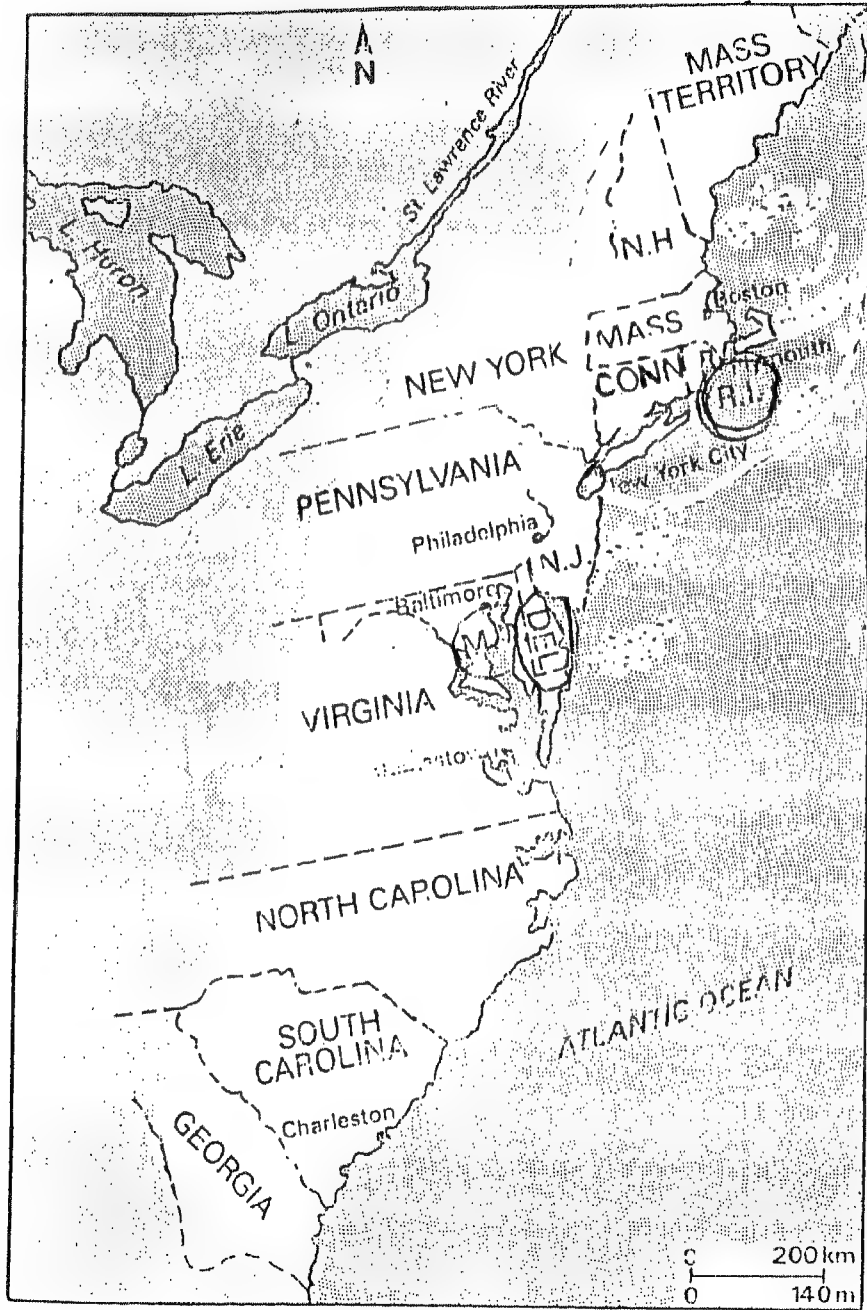 N
MASS
TERRITORY
St. Lawrence River
L. Huron
N.H
L. Ontario
Boston
MASS
NEW YORK
CONN
R.I.
L. Erie
New York City
PENNSYLVANIA
Philadelphia
N.J.
Baltimore
DEL
M
VIRGINIA
NORTH CAROLINA
ATLANTIC OCEAN
SOUTH
CAROLINA
Charleston
GEORGIA
200 km
0 140 m